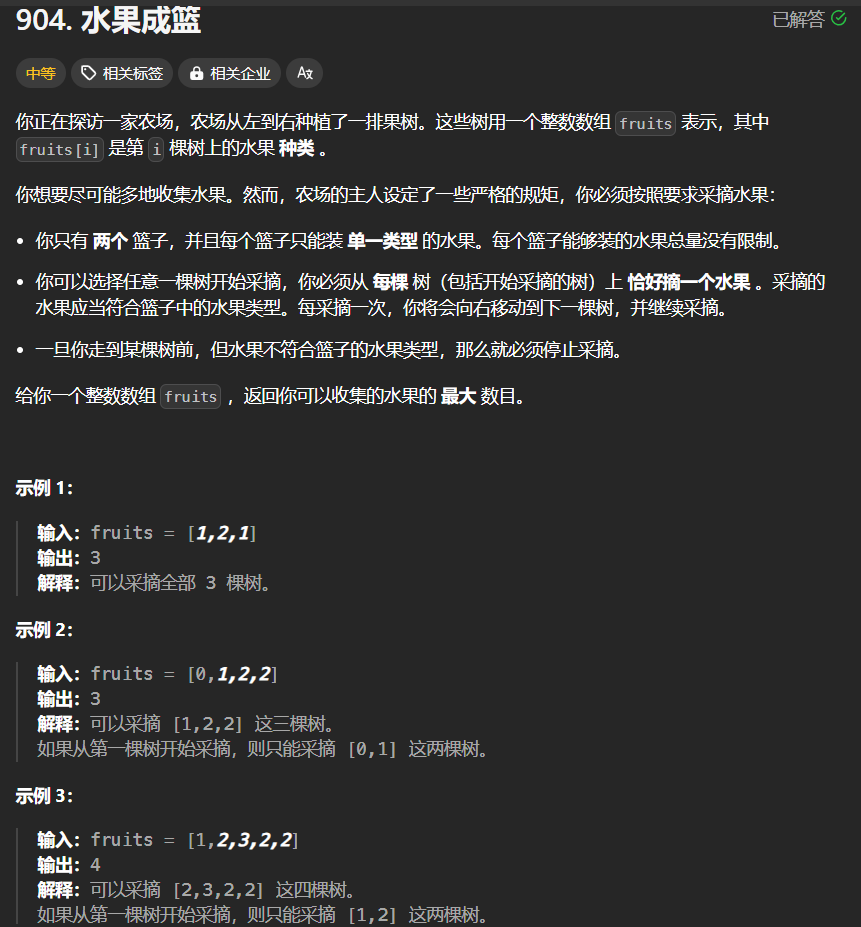 904. 水果成篮
已解答
中等 相关标签 相关企业 Ax
你正在探访一家农场，农场从左到右种植了一排果树。这些树用一个整数数组 fruits 表示，其中
fruits[i] 是第 i 棵树上的水果 种类 。
你想要尽可能多地收集水果。然而，农场的主人设定了一些严格的规矩，你必须按照要求采摘水果：
• 你只有 两个 篮子，并且每个篮子只能装 单一类型 的水果。每个篮子能够装的水果总量没有限制。
• 你可以选择任意一棵树开始采摘，你必须从 每棵 树（包括开始采摘的树）上 恰好摘一个水果 。采摘的
水果应当符合篮子中的水果类型。每采摘一次，你将会向右移动到下一棵树，并继续采摘。
• 一旦你走到某棵树前，但水果不符合篮子的水果类型，那么就必须停止采摘。
给你一个整数数组 fruits ，返回你可以收集的水果的 最大 数目。
示例 1：
输入：fruits = [1,2,1]
输出：3
解释：可以采摘全部 3 棵树。
示例 2：
输入：fruits = [0,1,2,2]
输出：3
解释：可以采摘 [1,2,2] 这三棵树。
如果从第一棵树开始采摘，则只能采摘 [0,1] 这两棵树。
示例 3：
输入：fruits = [1,2,3,2,2]
输出：4
解释：可以采摘 [2,3,2,2] 这四棵树。
如果从第一棵树开始采摘，则只能采摘 [1,2] 这两棵树。